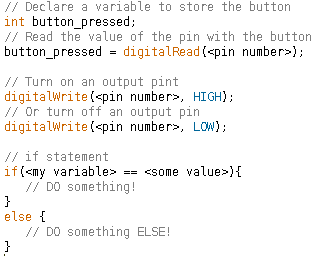 // Declare a variable to store the button
int button_pressed;
// Read the value of the pin with the button
button_pressed = digitalRead(<pin number>);
// Turn on an output pint
digitalWrite(<pin number>, HIGH);
// Or turn off an output pin
digitalWrite(<pin number>, LOW);
// if statement
if(<my variable> == <some value>){
// DO something!
}
else {
// DO something ELSE!
}